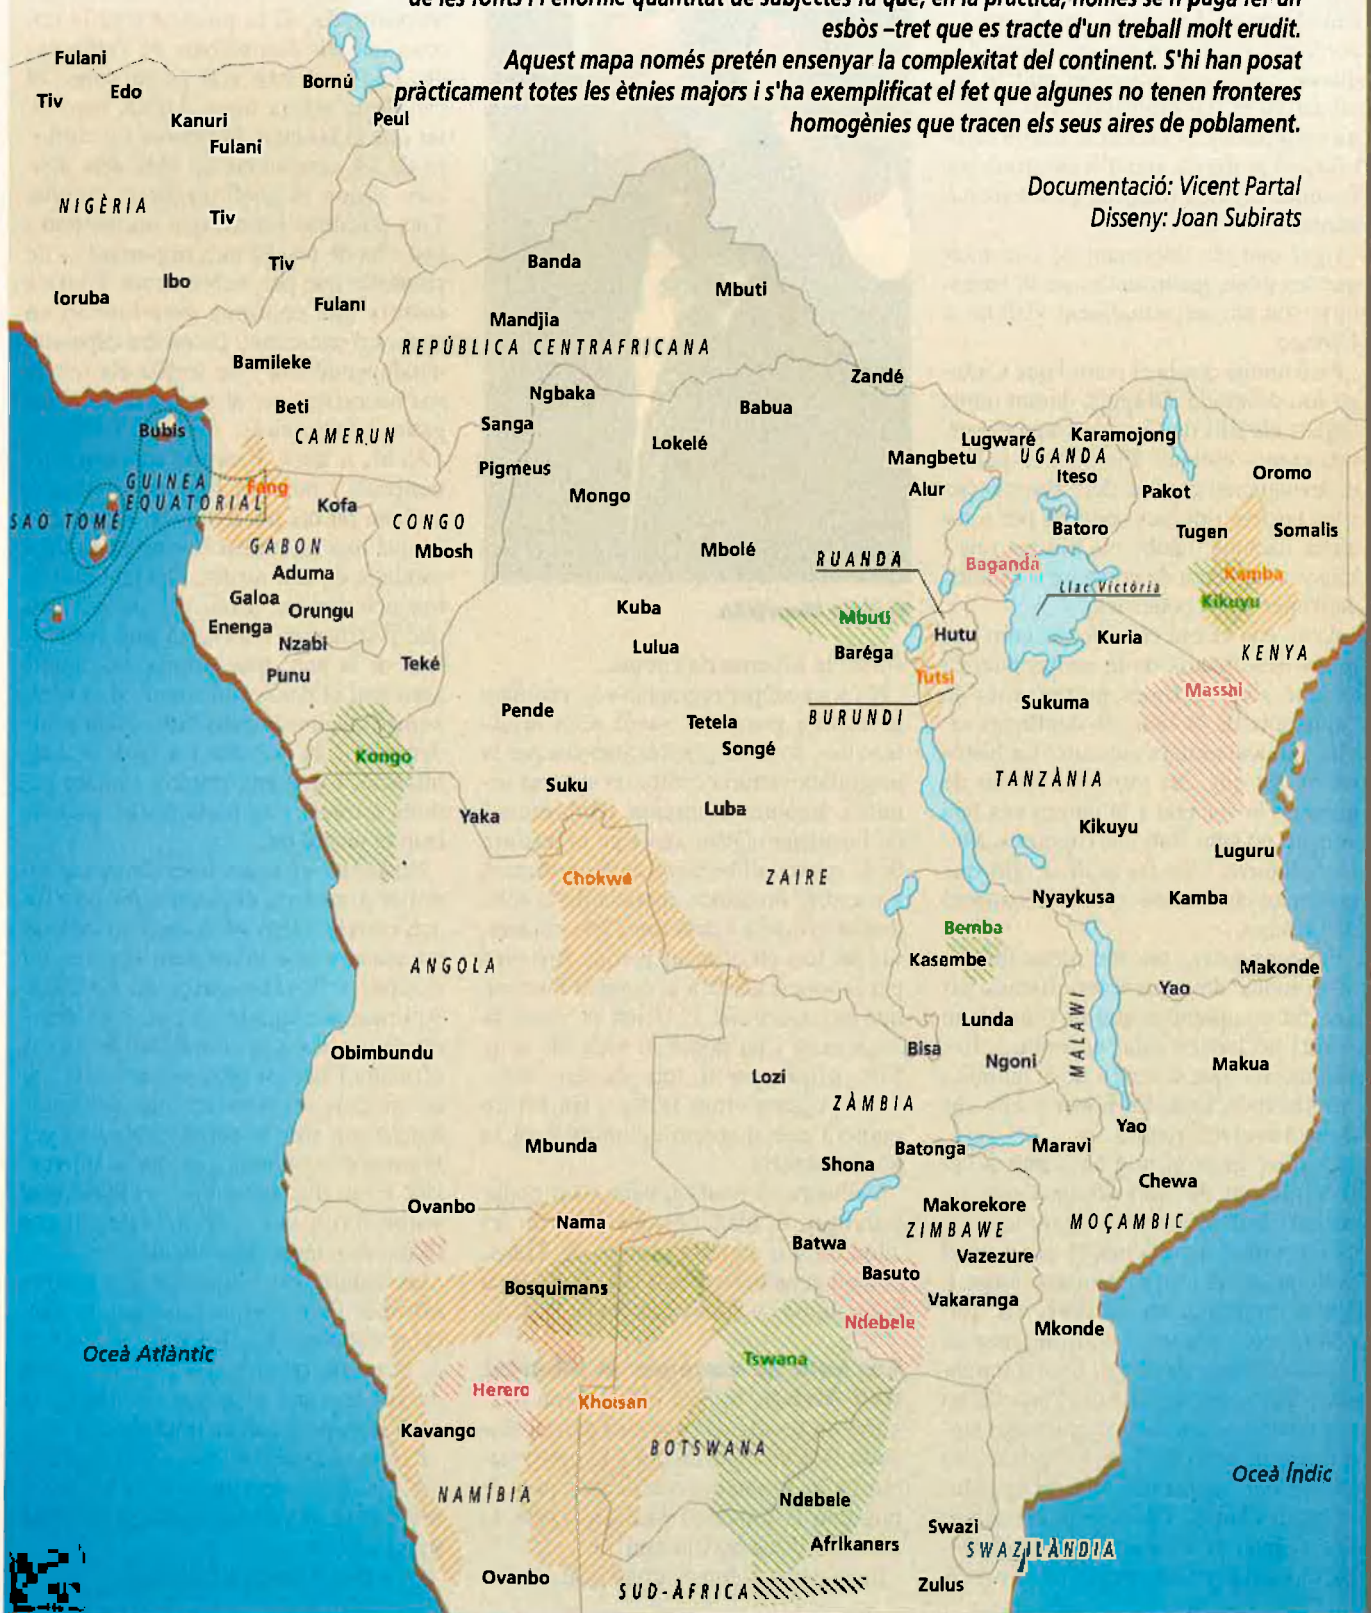 esbòs –tret que es tracte d'un treball molt erudit.
Aquest mapa només pretén ensenyar la complexitat del continent. S'hi han posat
pràcticament totes les ètnies majors i s'ha exemplificat el fet que algunes no tenen fronteres
homogènies que tracen els seus aires de poblament.
Documentació: Vicent Partal
Disseny: Joan Subirats
Fulani
Bornú
Tiv
Edo
Kanuri
Peul
Fulani
NIGÈRIA
Tiv
Tiv
Banda
Ibo
Mbuti
Ioruba
Fulani
Mandjia
REPÚBLICA CENTRAFRICANA
Bamileke
Zandé
Ngbaka
Beti
Babua
Sanga
Bubis
CAMERUN
Lokelé
Lugwaré
Karamojong
Mangbetu
UGANDA
Pigmeus
Iteso
Oromo
GUINEA
EQUATORIAL
Fang
Alur
Pakot
Mongo
Kofa
SAO TOMÉ
CONGO
Batoro
Tugen
Somalis
GABON
Mbosh
Mbolé
RUANDA
Baganda
Aduma
Kamba
Llac Victòria
Galoa
Kikuyu
Orungu
Kuba
Mbuti
Enenga
Hutu
Kuria
Nzabi
Lulua
Baréga
KENYA
Teké
Punu
Tutsi
Masshi
Sukuma
Pende
BURUNDI
Tetela
Songé
Kongo
TANZÀNIA
Suku
Luba
Yaka
Kikuyu
Luguru
Chokwé
ZAIRE
Nyaykusa
Kamba
Bemba
Kasembe
ANGOLA
Makonde
Yao
Lunda
MALAWI
Bisa
Obimbundu
Ngoni
Makua
Lozi
ZÀMBIA
Yao
Mbunda
Batonga
Maravi
Shona
Chewa
Ovanbo
Makorekore
Nama
MOÇAMBIC
ZIMBAWE
Batwa
Vazezure
Basuto
Bosquimans
Vakaranga
Ndebele
Mkonde
Oceà Atlàntic
Tswana
Herero
Khoisan
Kavango
BOTSWANA
Oceà Índic
NAMÍBIA
Ndebele
Swazi
Afrikaners
SWAZILÀNDIA
Ovanbo
Zulus
SUD-ÀFRICA